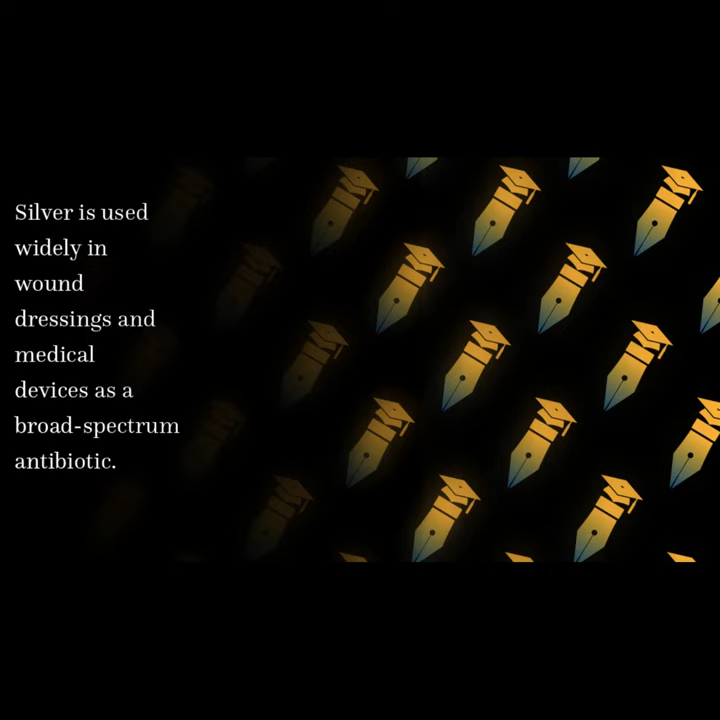 Silver is used
widely in
wound
dressings and
medical
devices as a
broad-spectrum
antibiotic.